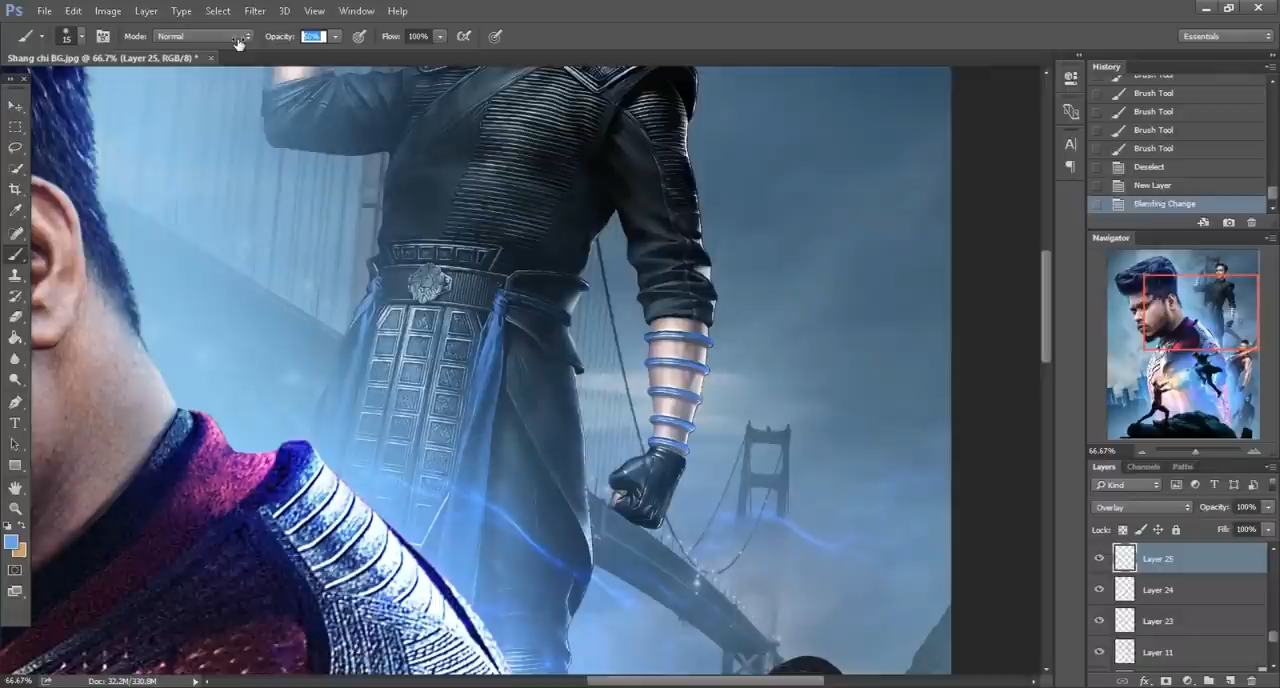 Ps File Edit Image Layer Type Select Filter 3D View Window Help
15 Mode: Normal Opacity: Flow: 100% Essentials
Shang chi BG.jpg @ 66.7% (Layer 25, RGB/8) * ×
History
Brush Tool
Brush Tool
Brush Tool
Brush Tool
Brush Tool
Deselect
New Layer
Blending Change
Navigator
66.67%
Layers Channels Paths
Kind
Overlay Opacity: 100%
Lock: Fill: 100%
Layer 25
Layer 24
Layer 23
Layer 11
66.67% Doc: 32.2M/330.8M